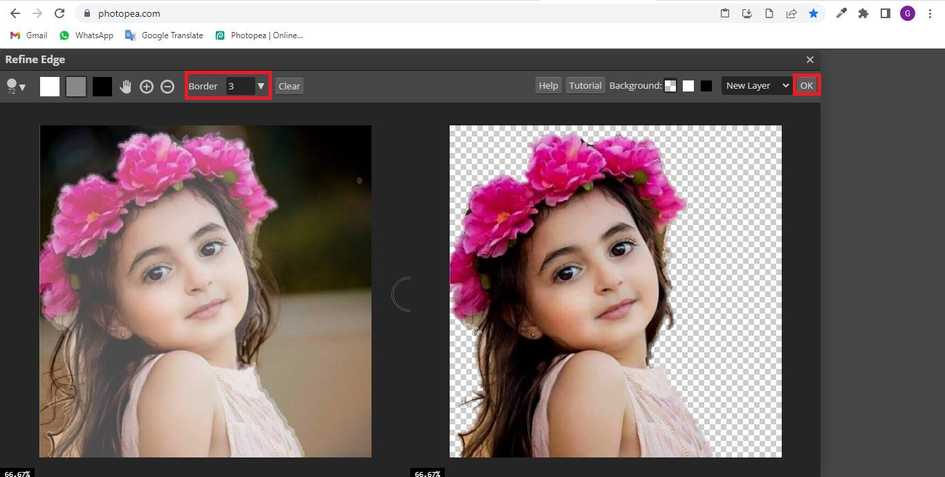 photopea.com
G
Gmail
WhatsApp
Google Translate
Photopea | Online...
Refine Edge
Border 3 Clear Help Tutorial Background: New Layer OK
66.67% 66.67%